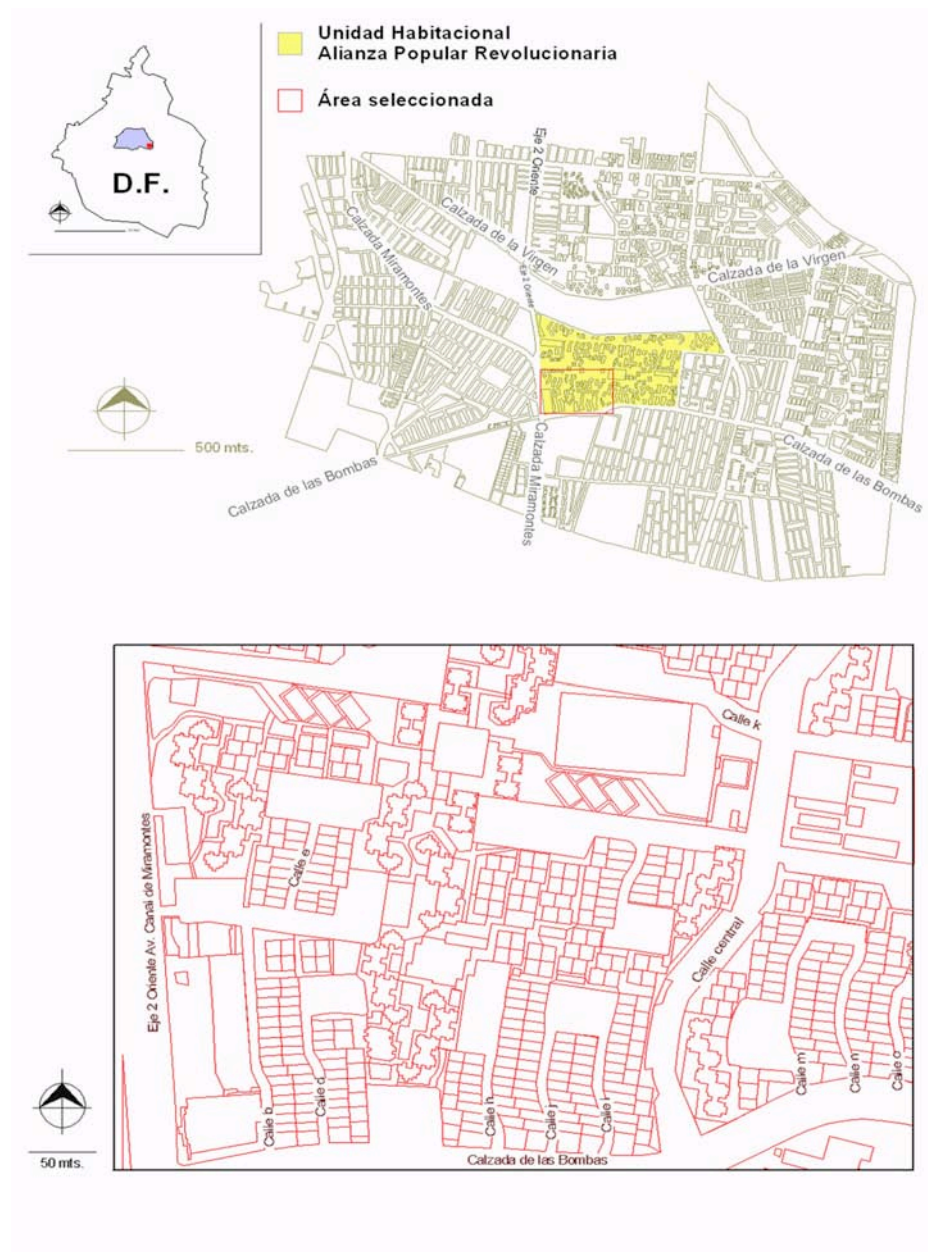 Unidad Habitacional
Alianza Popular Revolucionaria
Área seleccionada
D.F.
Eje 2 Oriente
Calzada de la Virgen
Calzada Miramontes
Calzada de la Virgen
Eje 2 Oriente
500 mts.
Calzada de las Bombas
Calzada Miramontes
Calzada de las Bombas
Calle k
Eje 2 Oriente Av. Canal de Miramontes
Calle e
Calle central
Calle b
Calle d
Calle h
Calle j
Calle i
Calle m
Calle n
Calle o
50 mts.
Calzada de las Bombas